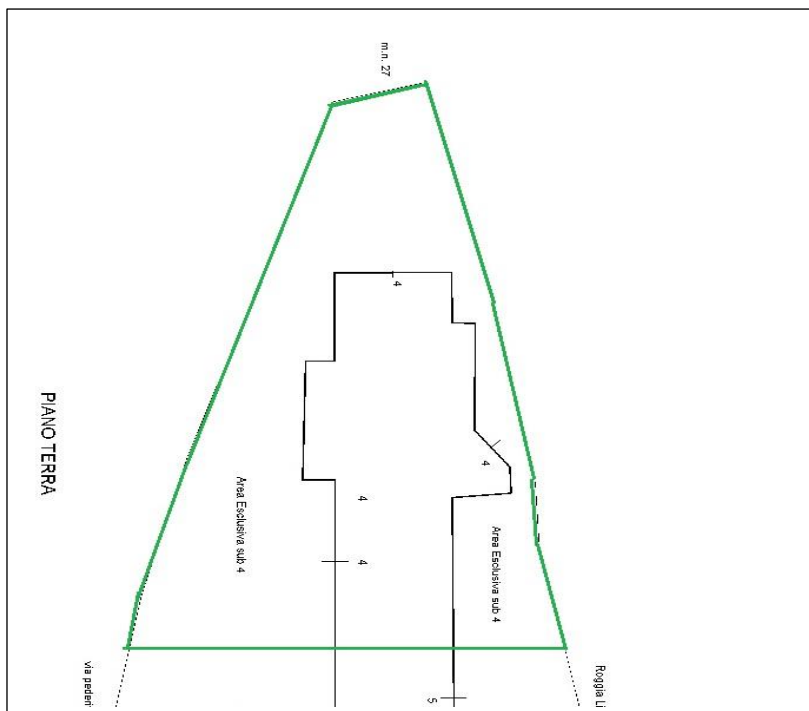 m.n. 27
4
4
4
4
Area Esclusiva sub 4
Area Esclusiva sub 4
PIANO TERRA
5
via pederi
Roggia Li